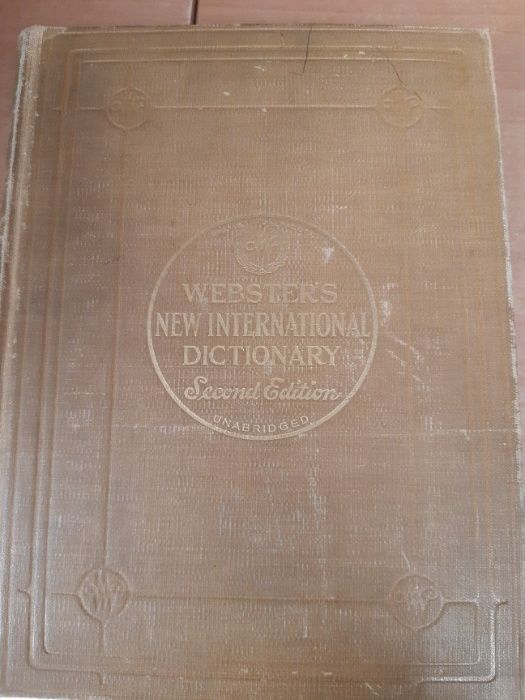 WEBSTER'S
NEW INTERNATIONAL
DICTIONARY
Second Edition
UNABRIDGED